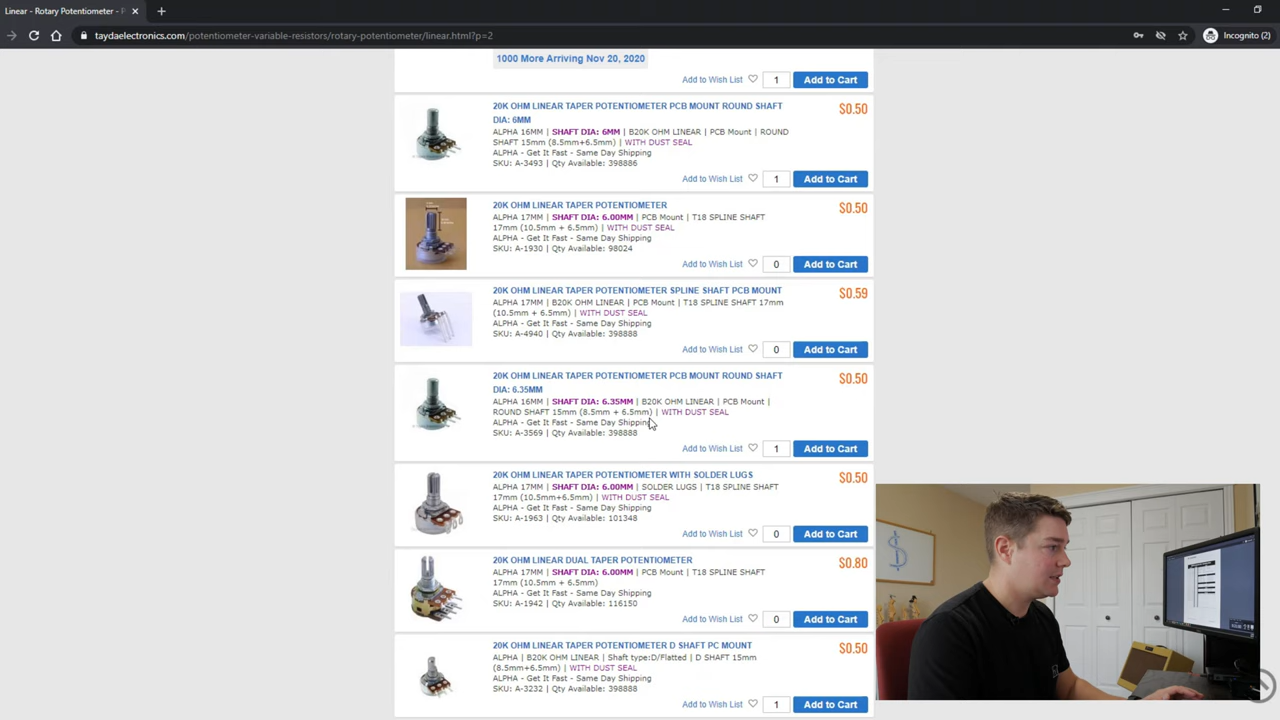 Linear - Rotary Potentiometer - P
Incognito (2)
taydaelectronics.com/potentiometer-variable-resistors/rotary-potentiometer/linear.html?p=2
1000 More Arriving Nov 20, 2020
Add to Wish List 1 Add to Cart
20K OHM LINEAR TAPER POTENTIOMETER PCB MOUNT ROUND SHAFT
DIA: 6MM
$0.50
ALPHA 16MM | SHAFT DIA: 6MM | B20K OHM LINEAR | PCB Mount | ROUND
SHAFT 15mm (8.5mm+6.5mm) | WITH DUST SEAL
ALPHA - Get It Fast - Same Day Shipping
SKU: A-3493 | Qty Available: 398886
Add to Wish List 1 Add to Cart
20K OHM LINEAR TAPER POTENTIOMETER
$0.50
ALPHA 17MM | SHAFT DIA: 6.00MM | PCB Mount | T18 SPLINE SHAFT
17mm (10.5mm + 6.5mm) | WITH DUST SEAL
ALPHA - Get It Fast - Same Day Shipping
SKU: A-1930 | Qty Available: 98024
Add to Wish List 0 Add to Cart
20K OHM LINEAR TAPER POTENTIOMETER SPLINE SHAFT PCB MOUNT
$0.59
ALPHA 17MM | B20K OHM LINEAR | PCB Mount | T18 SPLINE SHAFT 17mm
(10.5mm + 6.5mm) | WITH DUST SEAL
ALPHA - Get It Fast - Same Day Shipping
SKU: A-4940 | Qty Available: 398888
Add to Wish List 0 Add to Cart
20K OHM LINEAR TAPER POTENTIOMETER PCB MOUNT ROUND SHAFT
DIA: 6.35MM
$0.50
ALPHA 16MM | SHAFT DIA: 6.35MM | B20K OHM LINEAR | PCB Mount |
ROUND SHAFT 15mm (8.5mm + 6.5mm) | WITH DUST SEAL
ALPHA - Get It Fast - Same Day Shipping
SKU: A-3569 | Qty Available: 398888
Add to Wish List 1 Add to Cart
20K OHM LINEAR TAPER POTENTIOMETER WITH SOLDER LUGS
$0.50
ALPHA 17MM | SHAFT DIA: 6.00MM | SOLDER LUGS | T18 SPLINE SHAFT
17mm (10.5mm+6.5mm) | WITH DUST SEAL
ALPHA - Get It Fast - Same Day Shipping
SKU: A-1963 | Qty Available: 101348
Add to Wish List 0 Add to Cart
20K OHM LINEAR DUAL TAPER POTENTIOMETER
$0.80
ALPHA 17MM | SHAFT DIA: 6.00MM | PCB Mount | T18 SPLINE SHAFT
17mm (10.5mm + 6.5mm)
ALPHA - Get It Fast - Same Day Shipping
SKU: A-1942 | Qty Available: 116150
Add to Wish List 0 Add to Cart
20K OHM LINEAR TAPER POTENTIOMETER D SHAFT PC MOUNT
$0.50
ALPHA | B20K OHM LINEAR | Shaft type:D/Flatted | D SHAFT 15mm
(8.5mm+6.5mm) | WITH DUST SEAL
ALPHA - Get It Fast - Same Day Shipping
SKU: A-3232 | Qty Available: 398888
Add to Wish List 1 Add to Cart